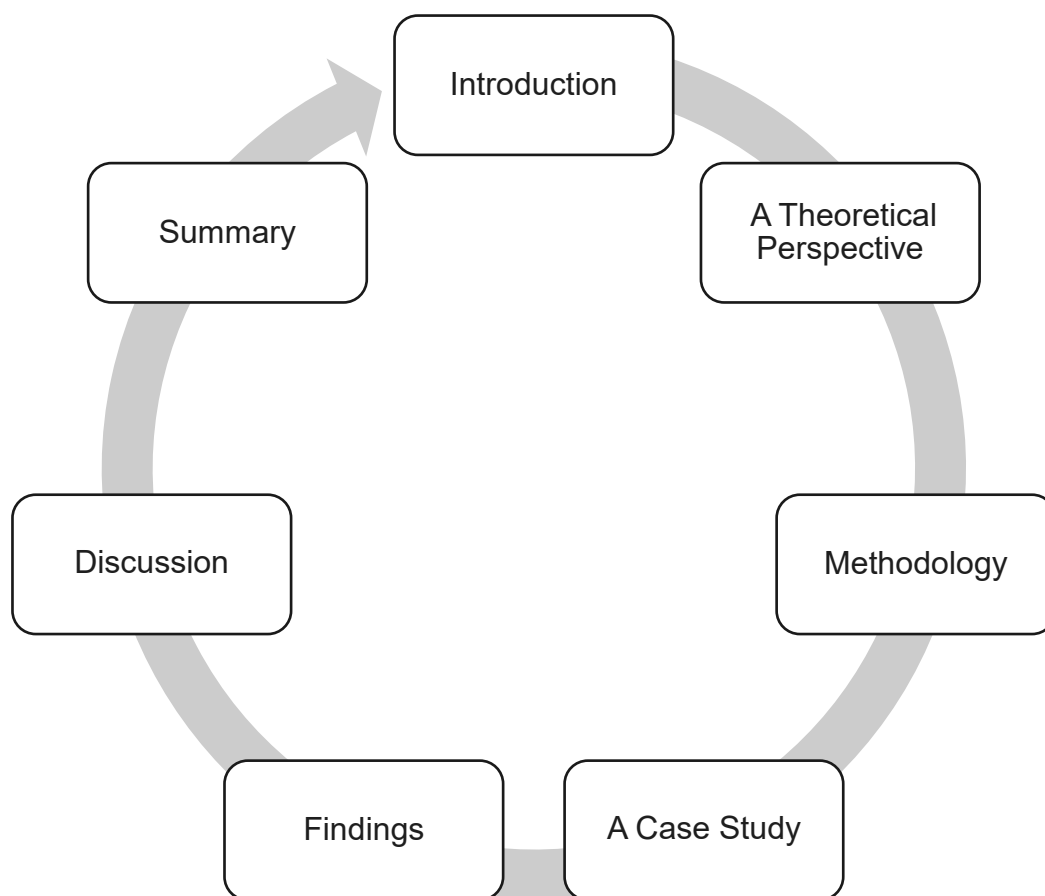 Introduction
A Theoretical
Perspective
Methodology
A Case Study
Findings
Discussion
Summary